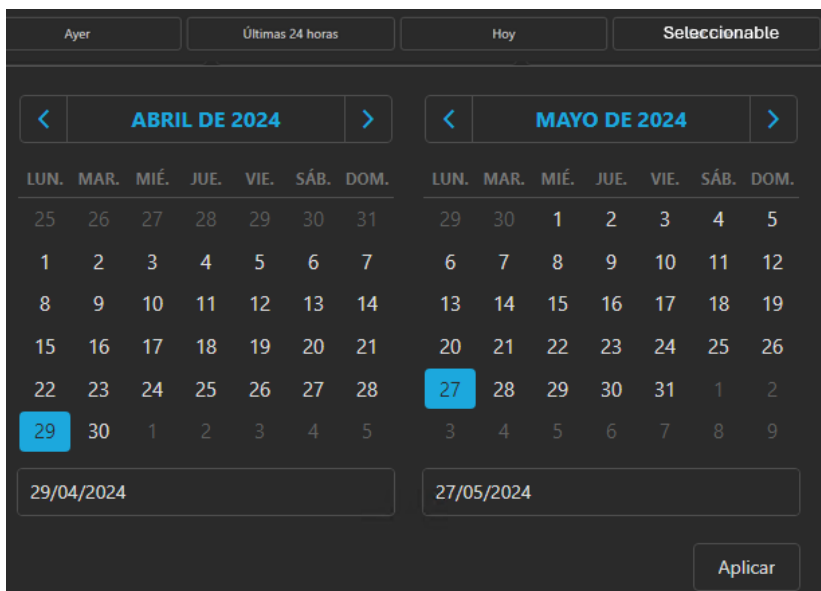 Ayer Últimas 24 horas Hoy Seleccionable
ABRIL DE 2024
LUN. MAR. MIÉ. JUE. VIE. SÁB. DOM.
25 26 27 28 29 30 31
1 2 3 4 5 6 7
8 9 10 11 12 13 14
15 16 17 18 19 20 21
22 23 24 25 26 27 28
29 30 1 2 3 4 5
29/04/2024
MAYO DE 2024
LUN. MAR. MIÉ. JUE. VIE. SÁB. DOM.
29 30 1 2 3 4 5
6 7 8 9 10 11 12
13 14 15 16 17 18 19
20 21 22 23 24 25 26
27 28 29 30 31 1 2
3 4 5 6 7 8 9
27/05/2024
Aplicar